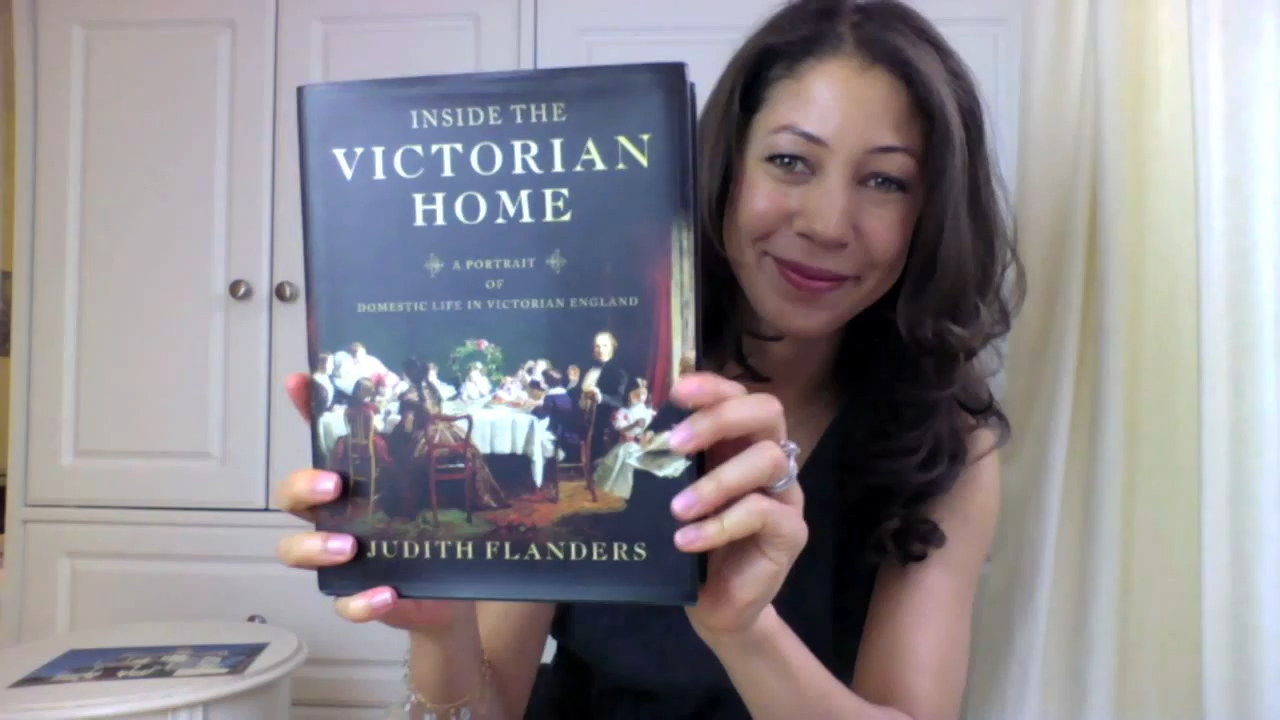 INSIDE THE
VICTORIAN
HOME
A PORTRAIT
OF
DOMESTIC LIFE IN VICTORIAN ENGLAND
JUDITH FLANDERS